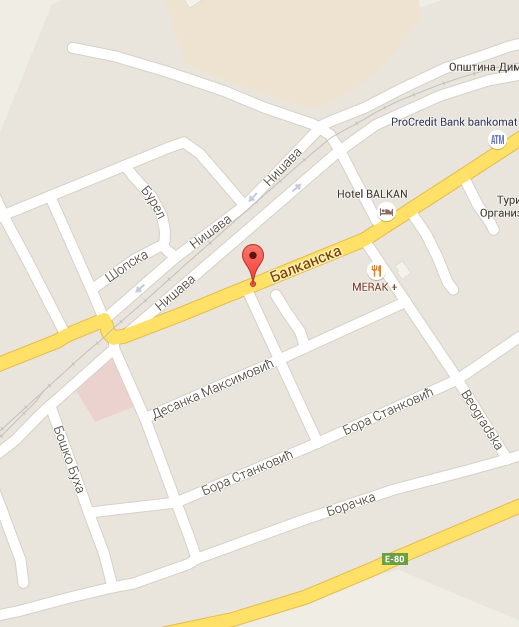 Општина Дим
ProCredit Bank bankomat
ATM
Нишава
Hotel BALKAN
Бурел
Тури
Организ
Нишава
Балканска
Шопска
Нишава
MERAK +
Десанка Максимовић
Бора Станковић
Beogradska
Бошко Буха
Бора Станковић
Борачка
E-80